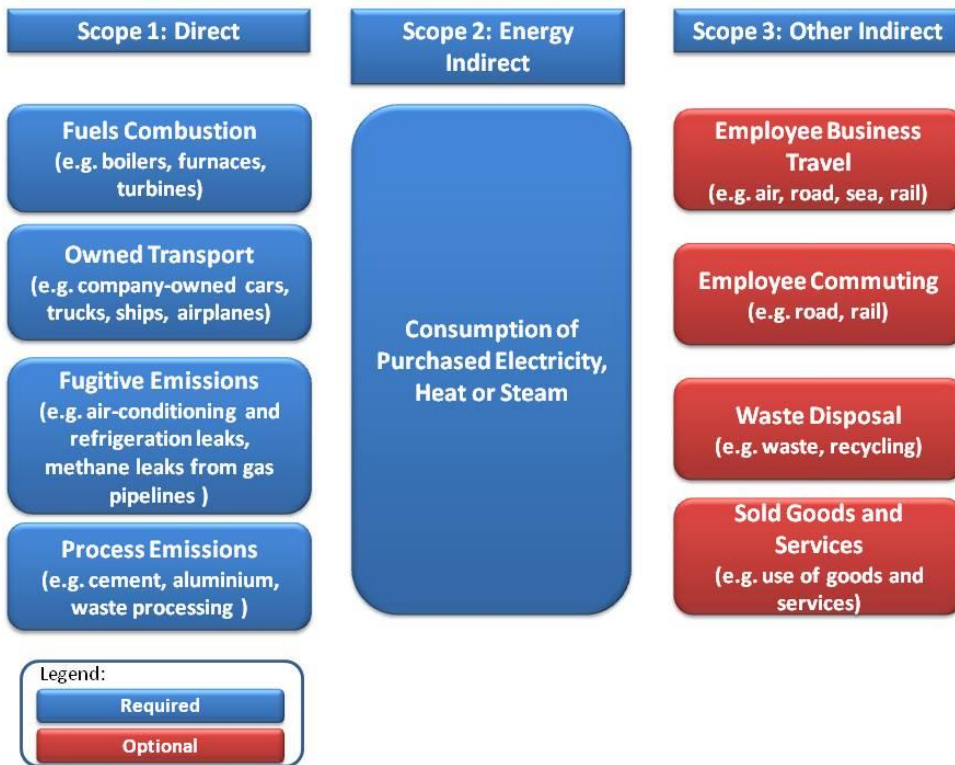 Scope 1: Direct
Fuels Combustion
(e.g. boilers, furnaces,
turbines)
Owned Transport
(e.g. company-owned cars,
trucks, ships, airplanes)
Fugitive Emissions
(e.g. air-conditioning and
refrigeration leaks,
methane leaks from gas
pipelines )
Process Emissions
(e.g. cement, aluminium,
waste processing )
Scope 2: Energy
Indirect
Consumption of
Purchased Electricity,
Heat or Steam
Scope 3: Other Indirect
Employee Business
Travel
(e.g. air, road, sea, rail)
Employee Commuting
(e.g. road, rail)
Waste Disposal
(e.g. waste, recycling)
Sold Goods and
Services
(e.g. use of goods and
services)
Legend:
Required
Optional